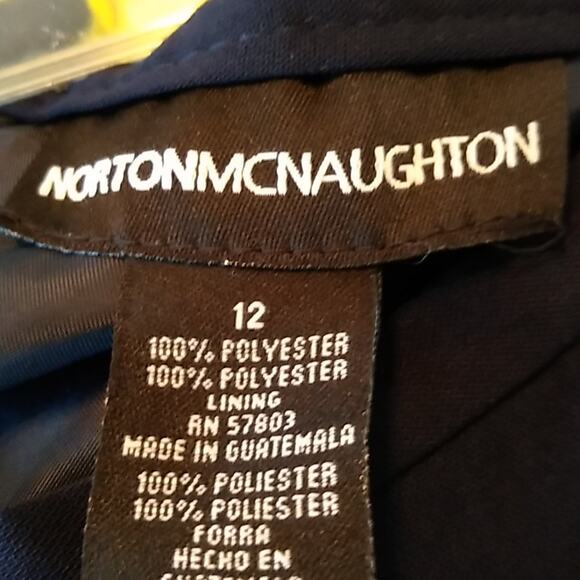 NORTONMCNAUGHTON
12
100% POLYESTER
100% POLYESTER
LINING
RN 57803
MADE IN GUATEMALA
100% POLIESTER
100% POLIESTER
FORRA
HECHO EN
GUATEMALA